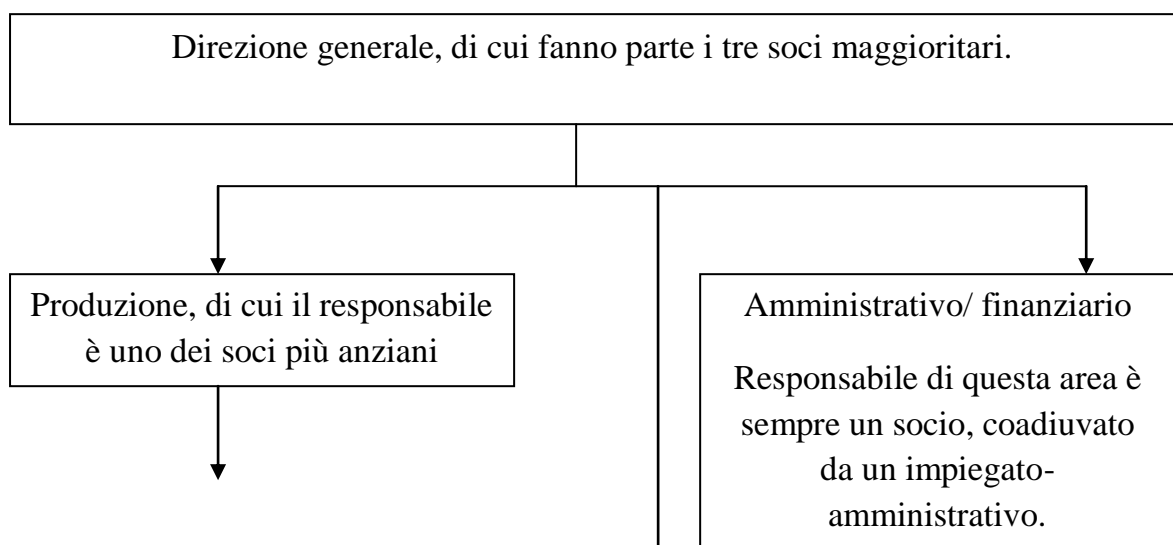 Direzione generale, di cui fanno parte i tre soci maggioritari.
Produzione, di cui il responsabile
è uno dei soci più anziani
Amministrativo/ finanziario
Responsabile di questa area è
sempre un socio, coadiuvato
da un impiegato-
amministrativo.